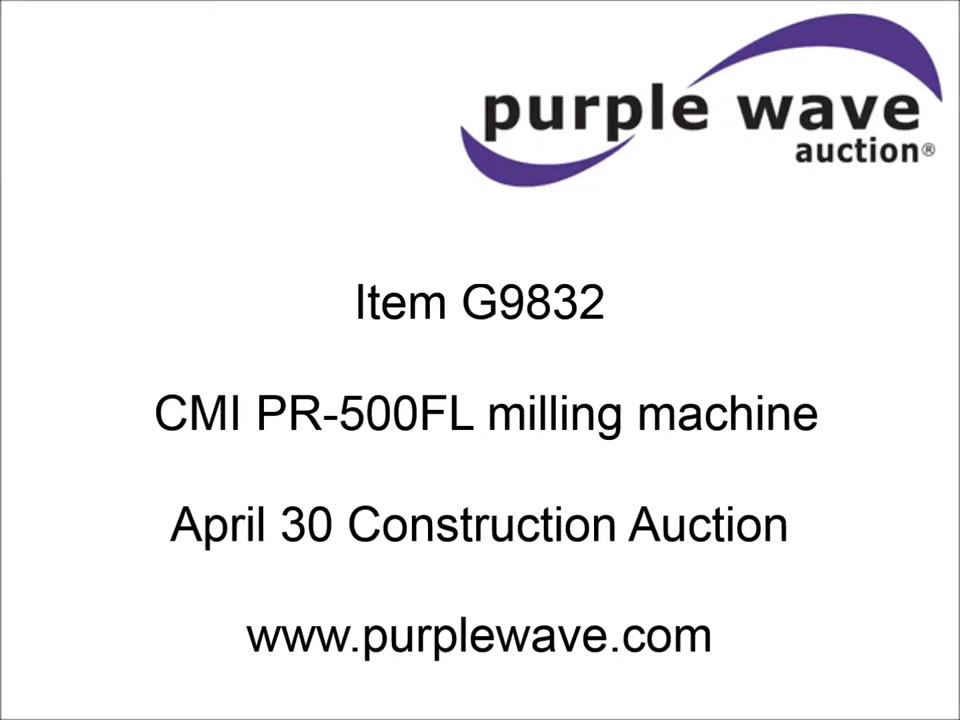 purple wave
auction®
Item G9832
CMI PR-500FL milling machine
April 30 Construction Auction
www.purplewave.com